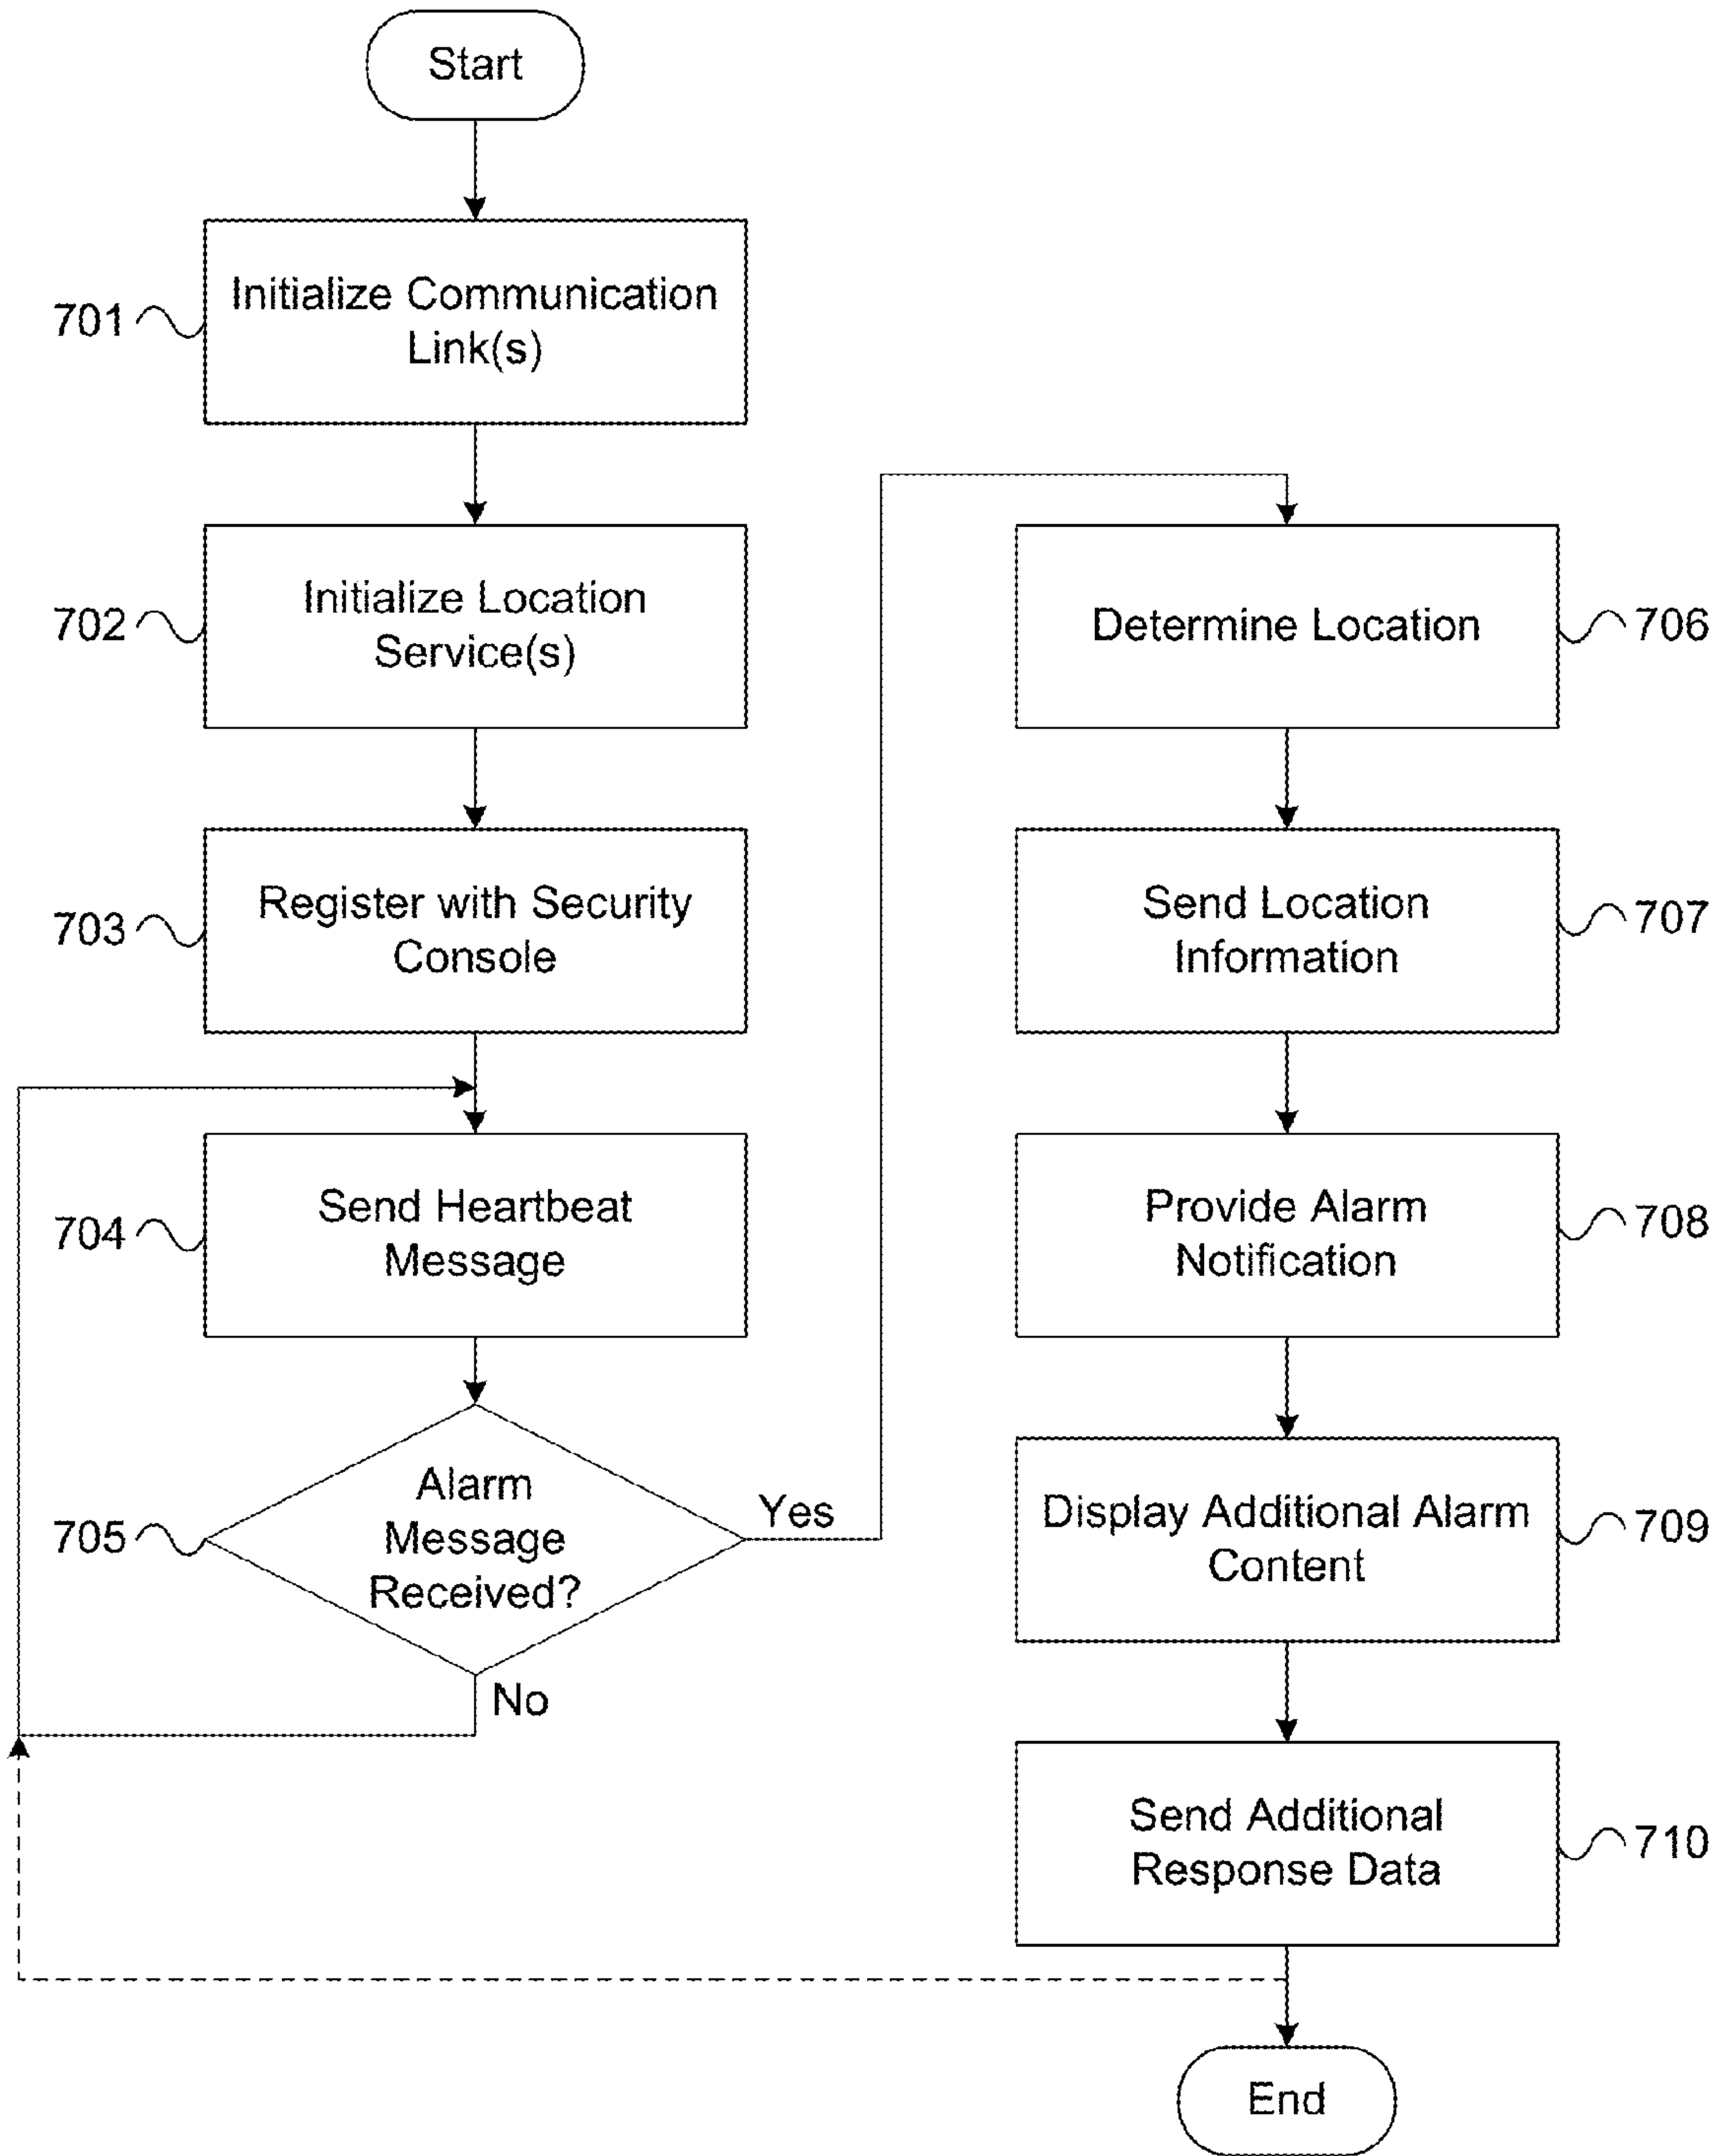 Start
701
Initialize Communication
Link(s)
702
Initialize Location
Service(s)
703
Register with Security
Console
704
Send Heartbeat
Message
705
Alarm
Message
Received?
Yes
No
Determine Location
706
Send Location
Information
707
Provide Alarm
Notification
708
Display Additional Alarm
Content
709
Send Additional
Response Data
710
End